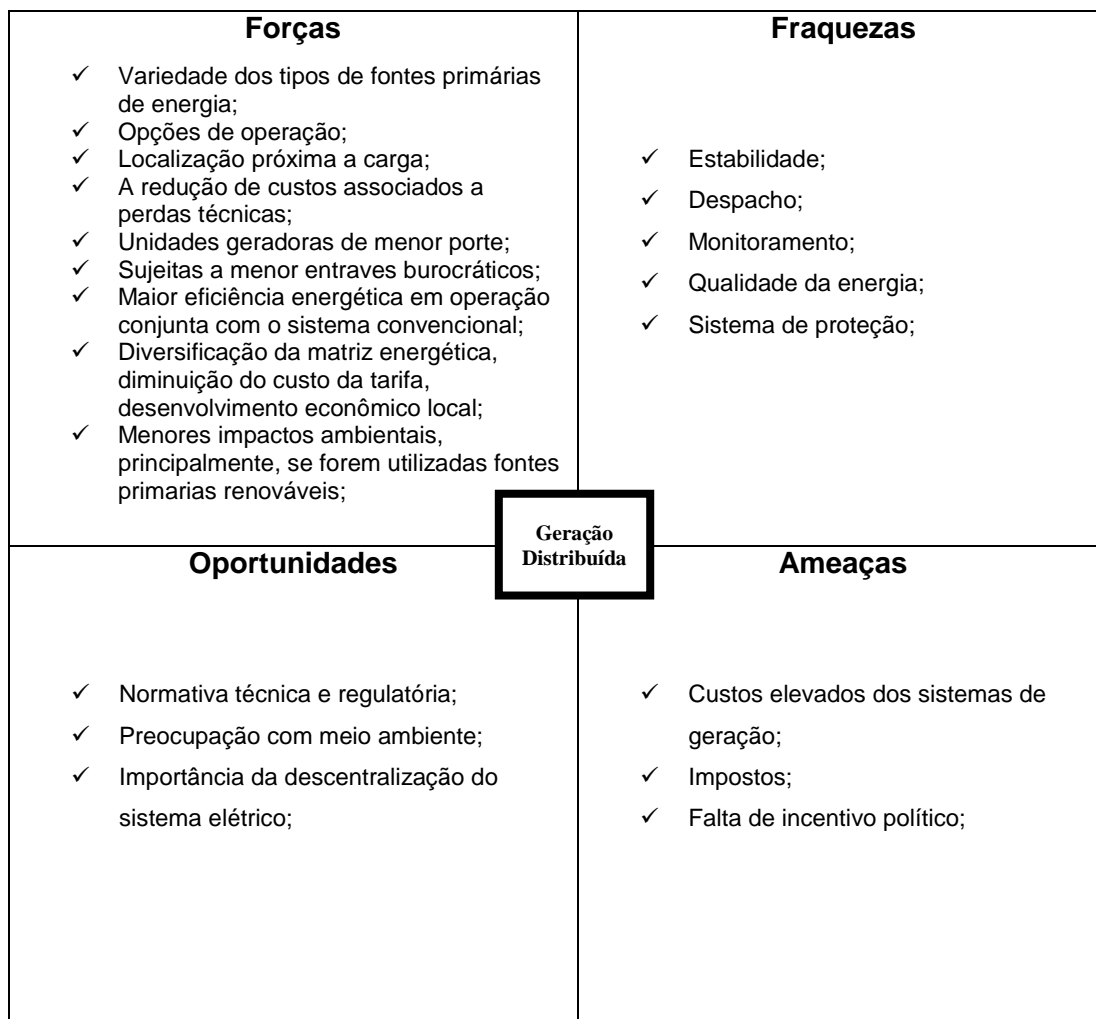 Forças
✓ Variedade dos tipos de fontes primárias
de energia;
✓ Opções de operação;
✓ Localização próxima a carga;
✓ A redução de custos associados a
perdas técnicas;
✓ Unidades geradoras de menor porte;
✓ Sujeitas a menor entraves burocráticos;
✓ Maior eficiência energética em operação
conjunta com o sistema convencional;
✓ Diversificação da matriz energética,
diminuição do custo da tarifa,
desenvolvimento econômico local;
✓ Menores impactos ambientais,
principalmente, se forem utilizadas fontes
primarias renováveis;
Fraquezas
✓ Estabilidade;
✓ Despacho;
✓ Monitoramento;
✓ Qualidade da energia;
✓ Sistema de proteção;
Geração
Distribuída
Oportunidades
✓ Normativa técnica e regulatória;
✓ Preocupação com meio ambiente;
✓ Importância da descentralização do
sistema elétrico;
Ameaças
✓ Custos elevados dos sistemas de
geração;
✓ Impostos;
✓ Falta de incentivo político;